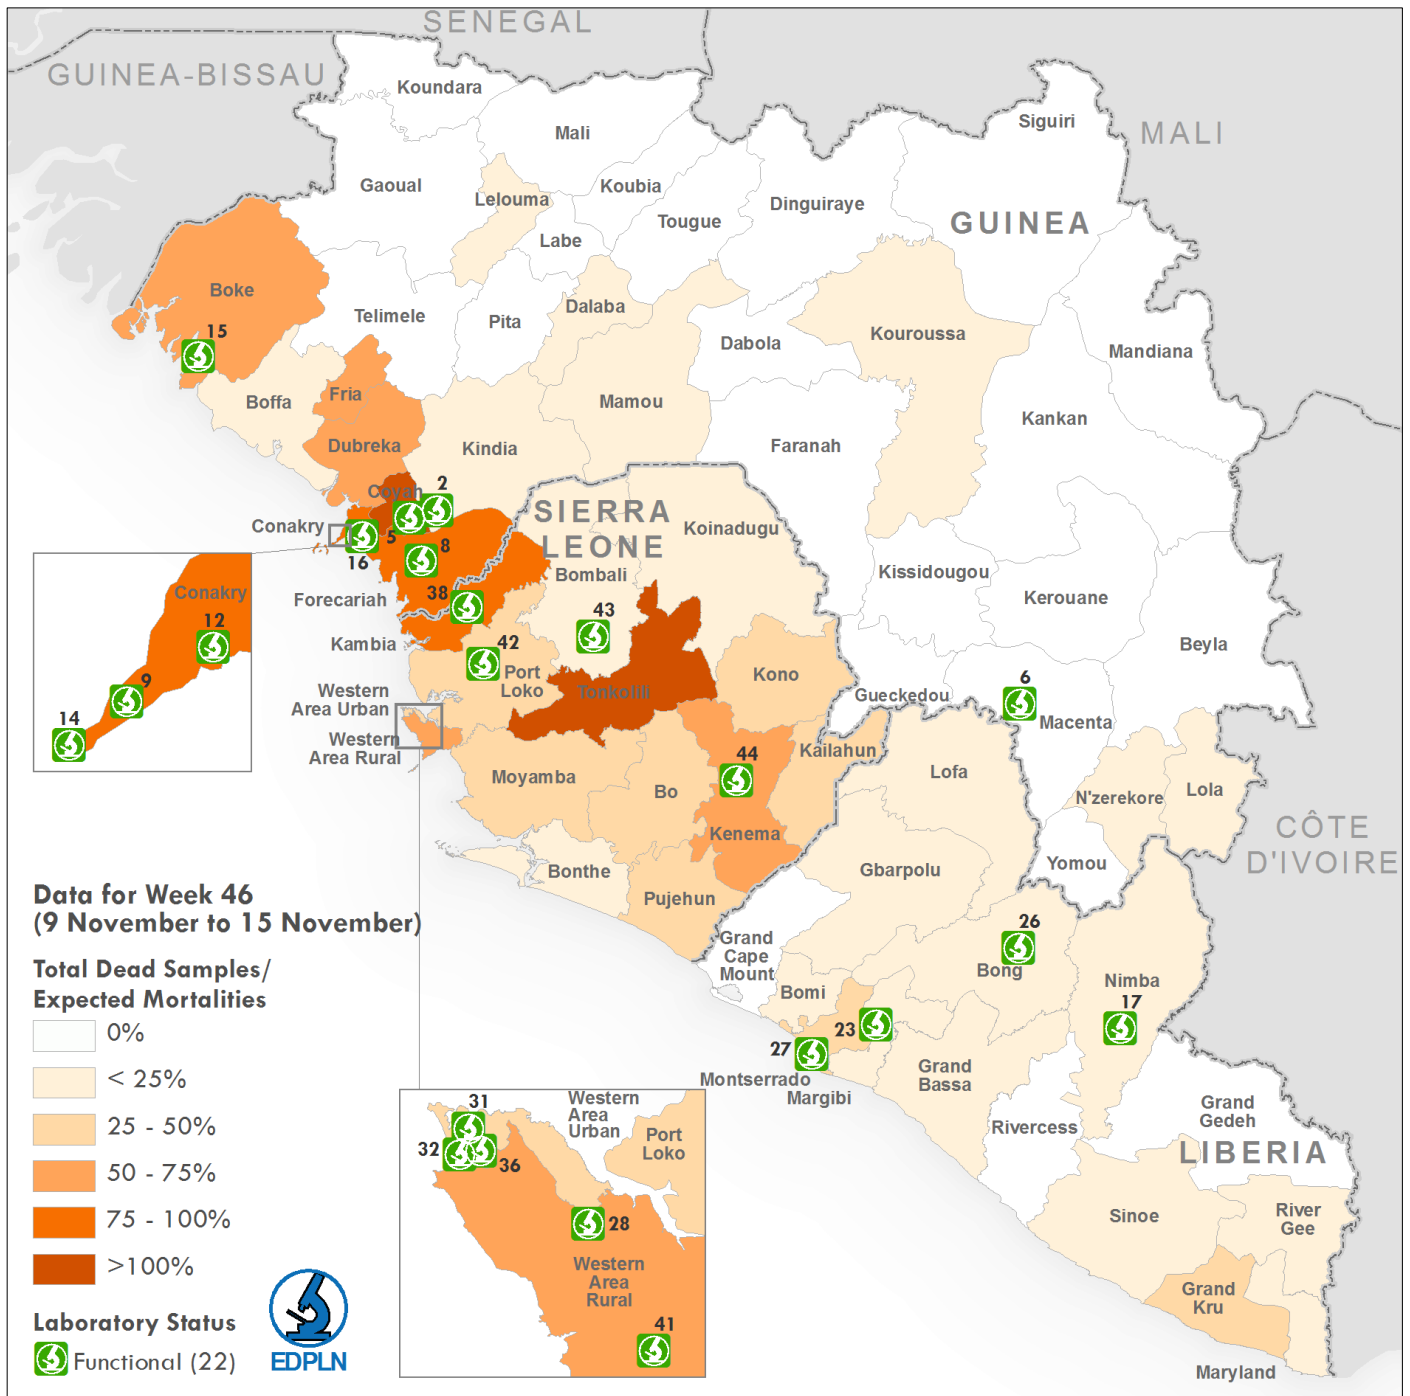 SENEGAL
GUINEA-BISSAU
Koundara
Mali
Siguiri
MALI
Gaoual
Lelouma
Koubia
Tougue
Dinguiraye
GUINEA
Labe
Boke
Telimele
Pita
Dalaba
Dabola
Kouroussa
Mandiana
15
Fria
Boffa
Mamou
Kankan
Dubreka
Kindia
Faranah
Coyah
2
Conakry
5
16
8
SIERRA
LEONE
Koinadugu
Bombali
Kissidougou
Kerouane
Forecariah
38
43
Kambia
42
Port
Loko
Tonkolili
Kono
Beyla
Gueckedou
6
Macenta
Conakry
12
9
14
Western
Area Urban
Western
Area Rural
Moyamba
Bo
44
Kailahun
Kenema
Lofa
N'zerekore
Lola
CÔTE
D'IVOIRE
Bonthe
Pujehun
Gbarpolu
Yomou
Grand
Cape
Mount
26
Bong
Bomi
Nimba
17
23
27
Montserrado
Margibi
Grand
Bassa
Rivercess
Grand
Gedeh
LIBERIA
Sinoe
River
Gee
Grand
Kru
Maryland
Data for Week 46
(9 November to 15 November)
Total Dead Samples/
Expected Mortalities
0%
< 25%
25 - 50%
50 - 75%
75 - 100%
>100%
Laboratory Status
Functional (22)
EDPLN
31
32
36
Western
Area
Urban
Port
Loko
28
Western
Area
Rural
41